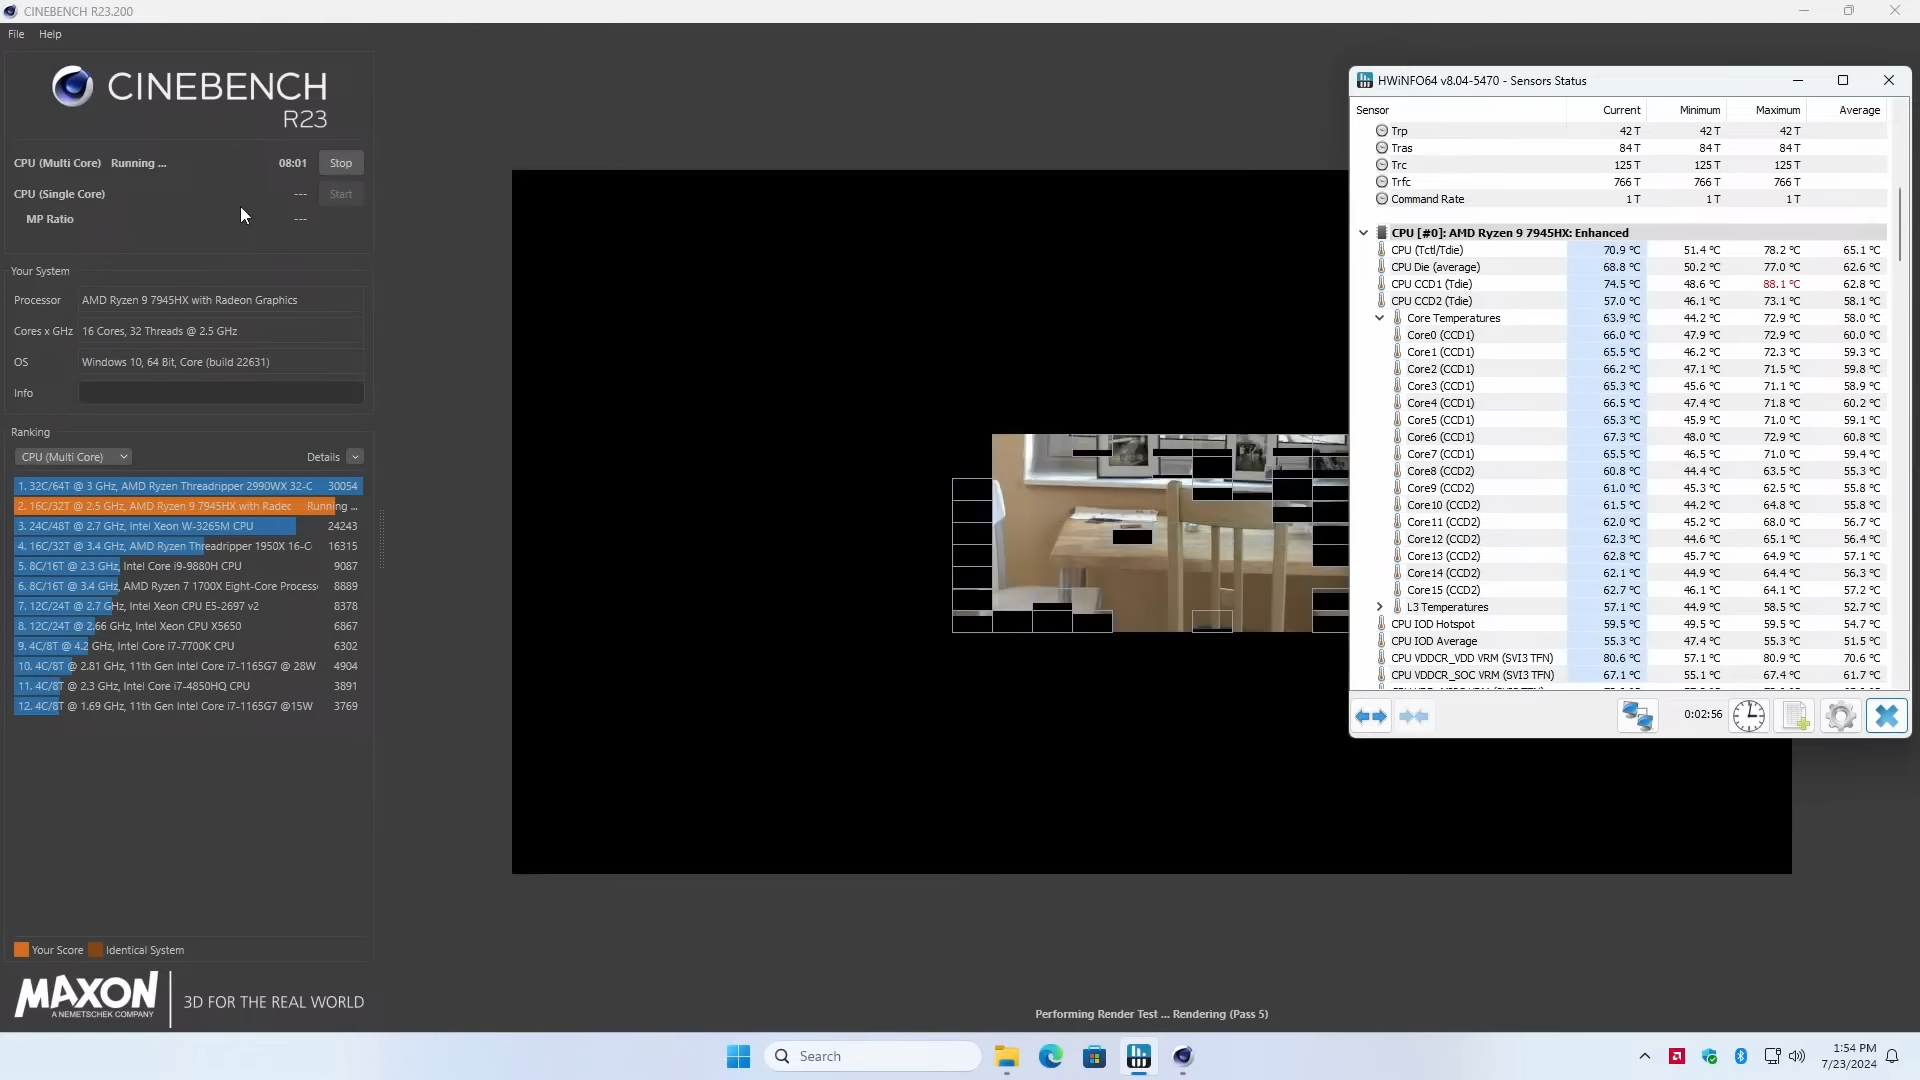 CINEBENCH R23.200
File Help
CINEBENCH
R23
CPU (Multi Core) Running ... 08:01 Stop
CPU (Single Core) --- Start
MP Ratio ---
Your System
Processor AMD Ryzen 9 7945HX with Radeon Graphics
Cores x GHz 16 Cores, 32 Threads @ 2.5 GHz
OS Windows 10, 64 Bit, Core (build 22631)
Info
Ranking
CPU (Multi Core) Details
1. 32C/64T @ 3 GHz, AMD Ryzen Threadripper 2990WX 32-C 30054
2. 16C/32T @ 2.5 GHz, AMD Ryzen 9 7945HX with Radec Running ...
3. 24C/48T @ 2.7 GHz, Intel Xeon W-3265M CPU 24243
4. 16C/32T @ 3.4 GHz, AMD Ryzen Threadripper 1950X 16-C 16315
5. 8C/16T @ 2.3 GHz, Intel Core i9-9880H CPU 9087
6. 8C/16T @ 3.4 GHz, AMD Ryzen 7 1700X Eight-Core Process 8889
7. 12C/24T @ 2.7 GHz, Intel Xeon CPU E5-2697 v2 8378
8. 12C/24T @ 2.66 GHz, Intel Xeon CPU X5650 6867
9. 4C/8T @ 4.2 GHz, Intel Core i7-7700K CPU 6302
10. 4C/8T @ 2.81 GHz, 11th Gen Intel Core i7-1165G7 @ 28W 4904
11. 4C/8T @ 2.3 GHz, Intel Core i7-4850HQ CPU 3891
12. 4C/8T @ 1.69 GHz, 11th Gen Intel Core i7-1165G7 @15W 3769
Your Score Identical System
MAXON
A NEMETSCHEK COMPANY
3D FOR THE REAL WORLD
Performing Render Test ... Rendering (Pass 5)
HWiNFO64 v8.04-5470 - Sensors Status
Sensor Current Minimum Maximum Average
Trp 42 T 42 T 42 T
Tras 84 T 84 T 84 T
Trc 125 T 125 T 125 T
Trfc 766 T 766 T 766 T
Command Rate 1 T 1 T 1 T
CPU [#0]: AMD Ryzen 9 7945HX: Enhanced
CPU (Tctl/Tdie) 70.9 °C 51.4 °C 78.2 °C 65.1 °C
CPU Die (average) 68.8 °C 50.2 °C 77.0 °C 62.6 °C
CPU CCD1 (Tdie) 74.5 °C 48.6 °C 88.1 °C 62.8 °C
CPU CCD2 (Tdie) 57.0 °C 46.1 °C 73.1 °C 58.1 °C
Core Temperatures 63.9 °C 44.2 °C 72.9 °C 58.0 °C
Core0 (CCD1) 66.0 °C 47.9 °C 72.9 °C 60.0 °C
Core1 (CCD1) 65.5 °C 46.2 °C 72.3 °C 59.3 °C
Core2 (CCD1) 66.2 °C 47.1 °C 71.5 °C 59.8 °C
Core3 (CCD1) 65.3 °C 45.6 °C 71.1 °C 58.9 °C
Core4 (CCD1) 66.5 °C 47.4 °C 71.8 °C 60.2 °C
Core5 (CCD1) 65.3 °C 45.9 °C 71.0 °C 59.1 °C
Core6 (CCD1) 67.3 °C 48.0 °C 72.9 °C 60.8 °C
Core7 (CCD1) 65.5 °C 46.5 °C 71.0 °C 59.4 °C
Core8 (CCD2) 60.8 °C 44.4 °C 63.5 °C 55.3 °C
Core9 (CCD2) 61.0 °C 45.3 °C 62.5 °C 55.8 °C
Core10 (CCD2) 61.5 °C 44.2 °C 64.8 °C 55.8 °C
Core11 (CCD2) 62.0 °C 45.2 °C 68.0 °C 56.7 °C
Core12 (CCD2) 62.3 °C 44.6 °C 65.1 °C 56.4 °C
Core13 (CCD2) 62.8 °C 45.7 °C 64.9 °C 57.1 °C
Core14 (CCD2) 62.1 °C 44.9 °C 64.4 °C 56.3 °C
Core15 (CCD2) 62.7 °C 46.1 °C 64.1 °C 57.2 °C
L3 Temperatures 57.1 °C 44.9 °C 58.5 °C 52.7 °C
CPU IOD Hotspot 59.5 °C 49.5 °C 59.5 °C 54.7 °C
CPU IOD Average 55.3 °C 47.4 °C 55.3 °C 51.5 °C
CPU VDDCR_VDD VRM (SVI3 TFN) 80.6 °C 57.1 °C 80.9 °C 70.6 °C
CPU VDDCR_SOC VRM (SVI3 TFN) 67.1 °C 55.1 °C 67.4 °C 61.7 °C
0:02:56
Search
1:54 PM
7/23/2024